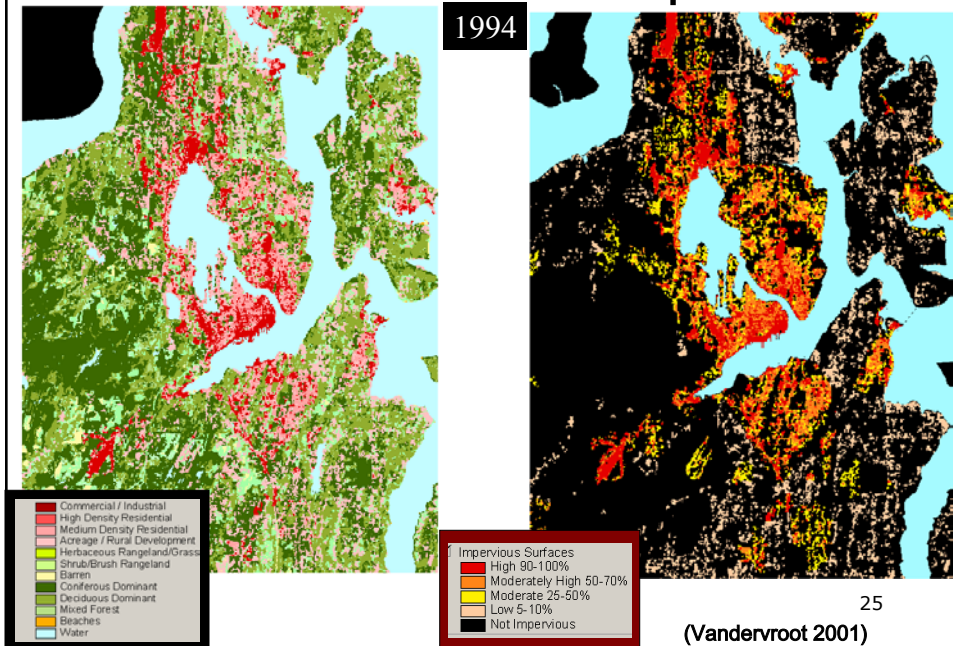 1994
Commercial / Industrial
High Density Residential
Medium Density Residential
Acreage / Rural Development
Herbaceous Rangeland/Grass
Shrub/Brush Rangeland
Barren
Coniferous Dominant
Deciduous Dominant
Mixed Forest
Beaches
Water
Impervious Surfaces
High 90-100%
Moderately High 50-70%
Moderate 25-50%
Low 5-10%
Not Impervious
25
(Vandervroot 2001)